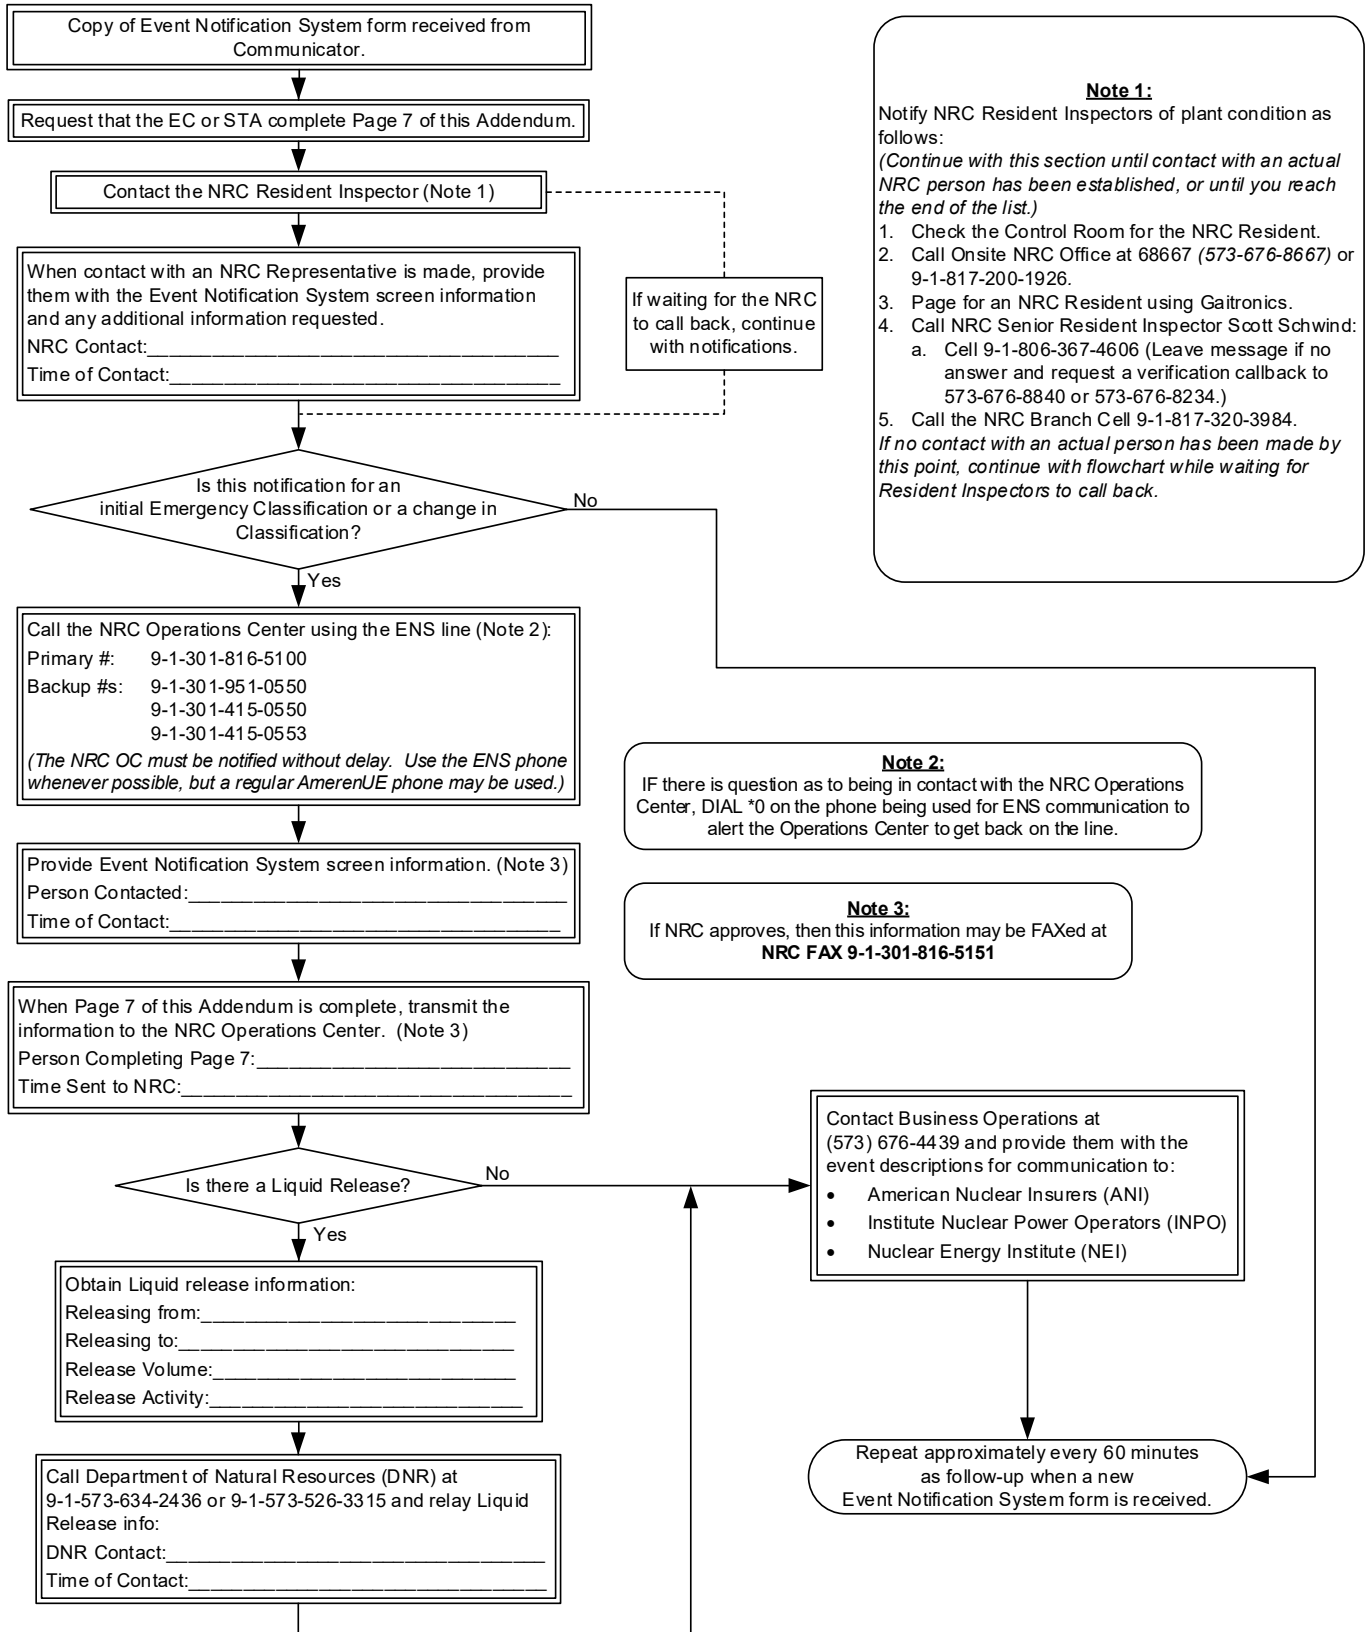 Copy of Event Notification System form received from
Communicator.
Request that the EC or STA complete Page 7 of this Addendum.
Contact the NRC Resident Inspector (Note 1)
When contact with an NRC Representative is made, provide
them with the Event Notification System screen information
and any additional information requested.
NRC Contact:______________________________________
Time of Contact:____________________________________
If waiting for the NRC
to call back, continue
with notifications.
Note 1:
Notify NRC Resident Inspectors of plant condition as
follows:
(Continue with this section until contact with an actual
NRC person has been established, or until you reach
the end of the list.)
1. Check the Control Room for the NRC Resident.
2. Call Onsite NRC Office at 68667 (573-676-8667) or
9-1-817-200-1926.
3. Page for an NRC Resident using Gaitronics.
4. Call NRC Senior Resident Inspector Scott Schwind:
a. Cell 9-1-806-367-4606 (Leave message if no
answer and request a verification callback to
573-676-8840 or 573-676-8234.)
5. Call the NRC Branch Cell 9-1-817-320-3984.
If no contact with an actual person has been made by
this point, continue with flowchart while waiting for
Resident Inspectors to call back.
Is this notification for an
initial Emergency Classification or a change in
Classification?
No
Yes
Call the NRC Operations Center using the ENS line (Note 2):
Primary #: 9-1-301-816-5100
Backup #s: 9-1-301-951-0550
9-1-301-415-0550
9-1-301-415-0553
(The NRC OC must be notified without delay. Use the ENS phone
whenever possible, but a regular AmerenUE phone may be used.)
Note 2:
IF there is question as to being in contact with the NRC Operations
Center, DIAL *0 on the phone being used for ENS communication to
alert the Operations Center to get back on the line.
Provide Event Notification System screen information. (Note 3)
Person Contacted:___________________________________
Time of Contact:____________________________________
Note 3:
If NRC approves, then this information may be FAXed at
NRC FAX 9-1-301-816-5151
When Page 7 of this Addendum is complete, transmit the
information to the NRC Operations Center. (Note 3)
Person Completing Page 7:_____________________________
Time Sent to NRC:____________________________________
Is there a Liquid Release?
No
Yes
Contact Business Operations at
(573) 676-4439 and provide them with the
event descriptions for communication to:
• American Nuclear Insurers (ANI)
• Institute Nuclear Power Operators (INPO)
• Nuclear Energy Institute (NEI)
Obtain Liquid release information:
Releasing from:_____________________________
Releasing to:_______________________________
Release Volume:____________________________
Release Activity:_____________________________
Call Department of Natural Resources (DNR) at
9-1-573-634-2436 or 9-1-573-526-3315 and relay Liquid
Release info:
DNR Contact:___________________________________
Time of Contact:_________________________________
Repeat approximately every 60 minutes
as follow-up when a new
Event Notification System form is received.